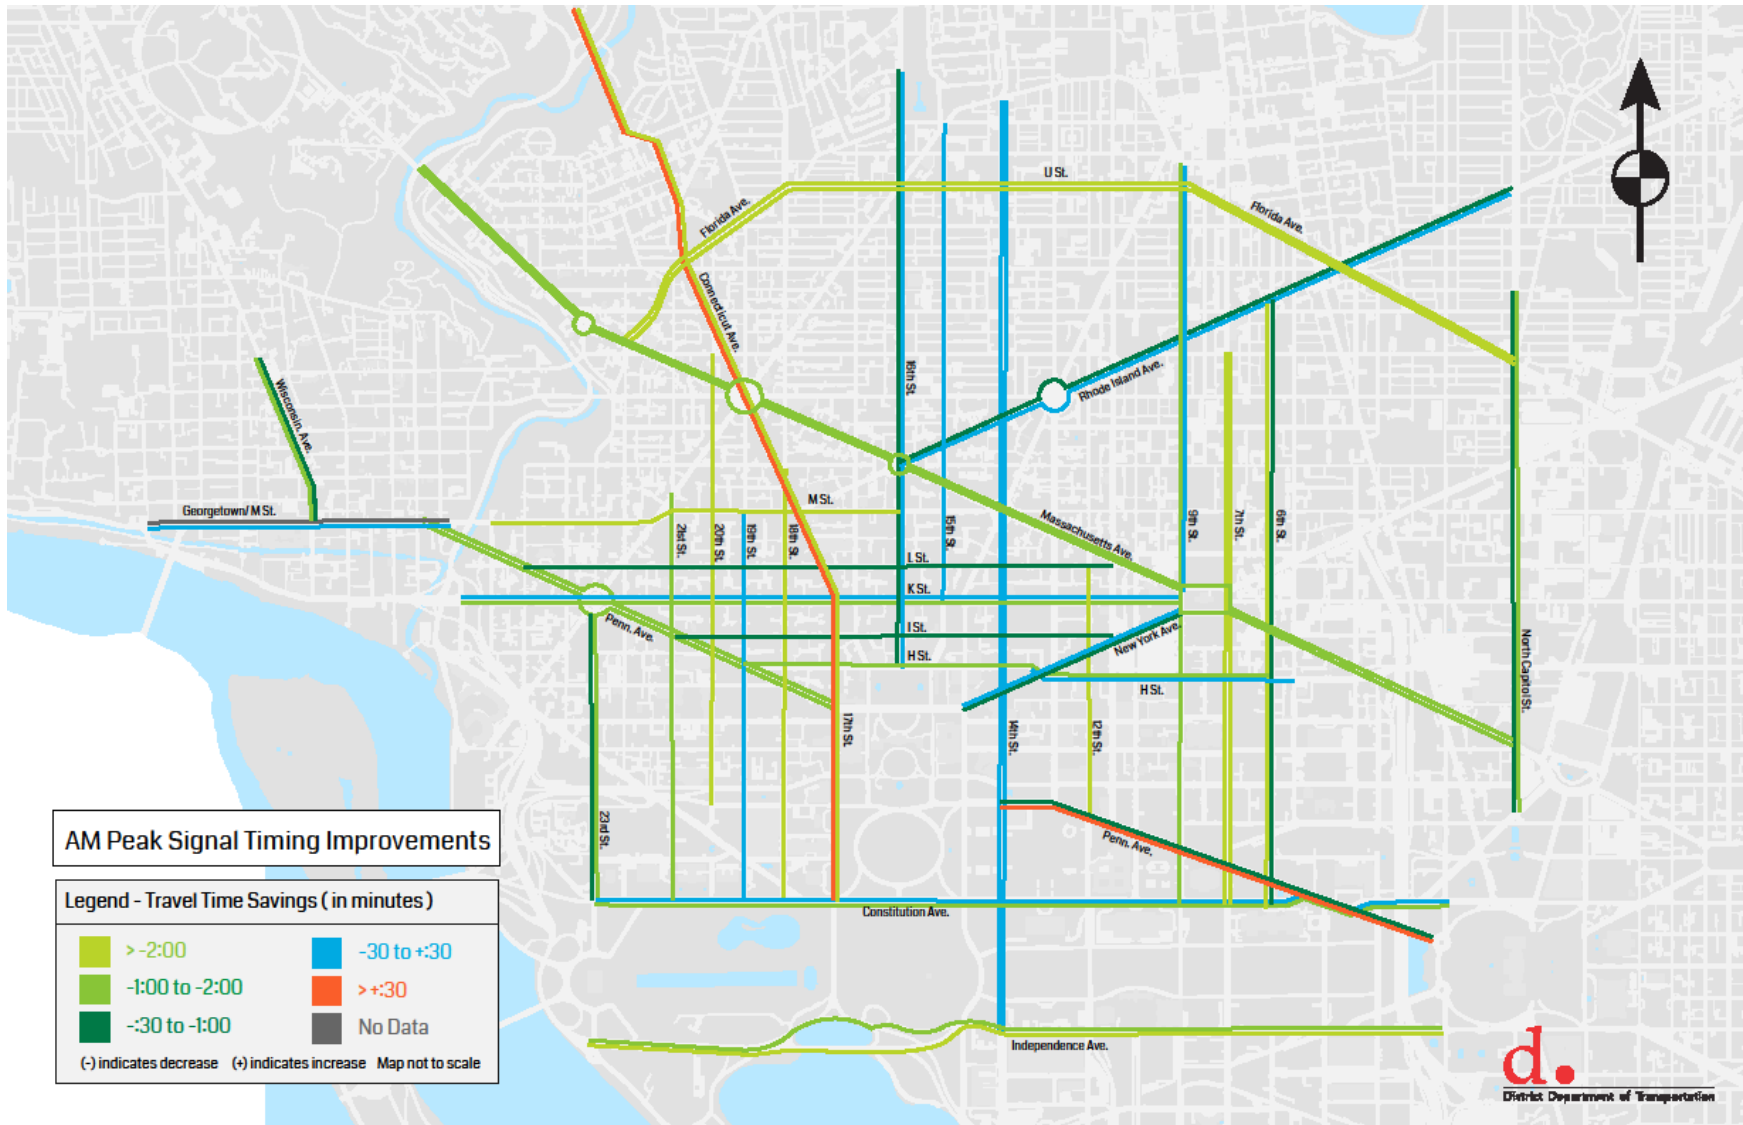 U St.
Florida Ave.
Florida Ave.
Connecticut Ave.
16th St.
Rhode Island Ave.
Wisconsin. Ave.
Georgetown/ M St.
M St.
21st St.
20th St.
19th St.
18th St.
15th St.
Massachusetts Ave.
9th St.
7th St.
6th St.
L St.
K St.
I St.
Penn. Ave.
New York Ave.
H St.
H St.
North Capitol St.
17th St.
14th St.
12th St.
23rd St.
Penn. Ave.
Constitution Ave.
Independence Ave.
AM Peak Signal Timing Improvements
Legend - Travel Time Savings ( in minutes )
> -2:00
-1:00 to -2:00
-:30 to -1:00
-30 to +:30
> +:30
No Data
(-) indicates decrease (+) indicates increase Map not to scale
d.
District Department of Transportation